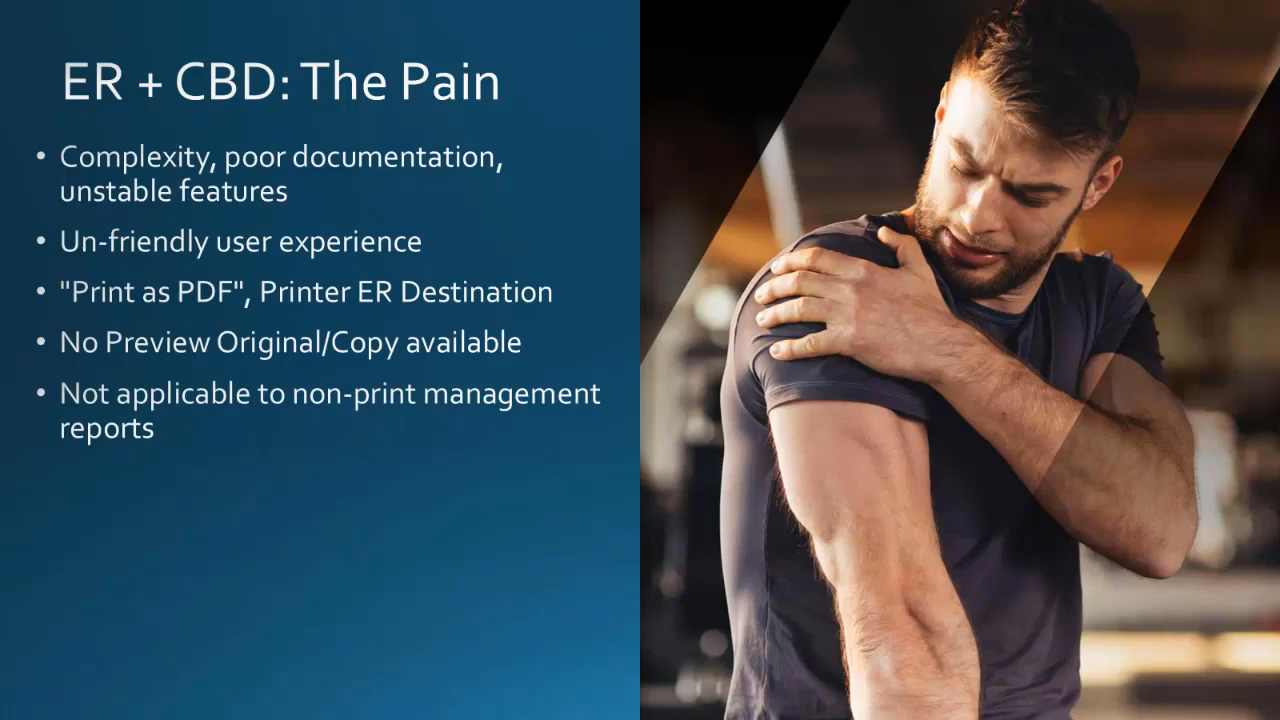 ER + CBD: The Pain
• Complexity, poor documentation,
unstable features
• Un-friendly user experience
• "Print as PDF", Printer ER Destination
• No Preview Original/Copy available
• Not applicable to non-print management
reports